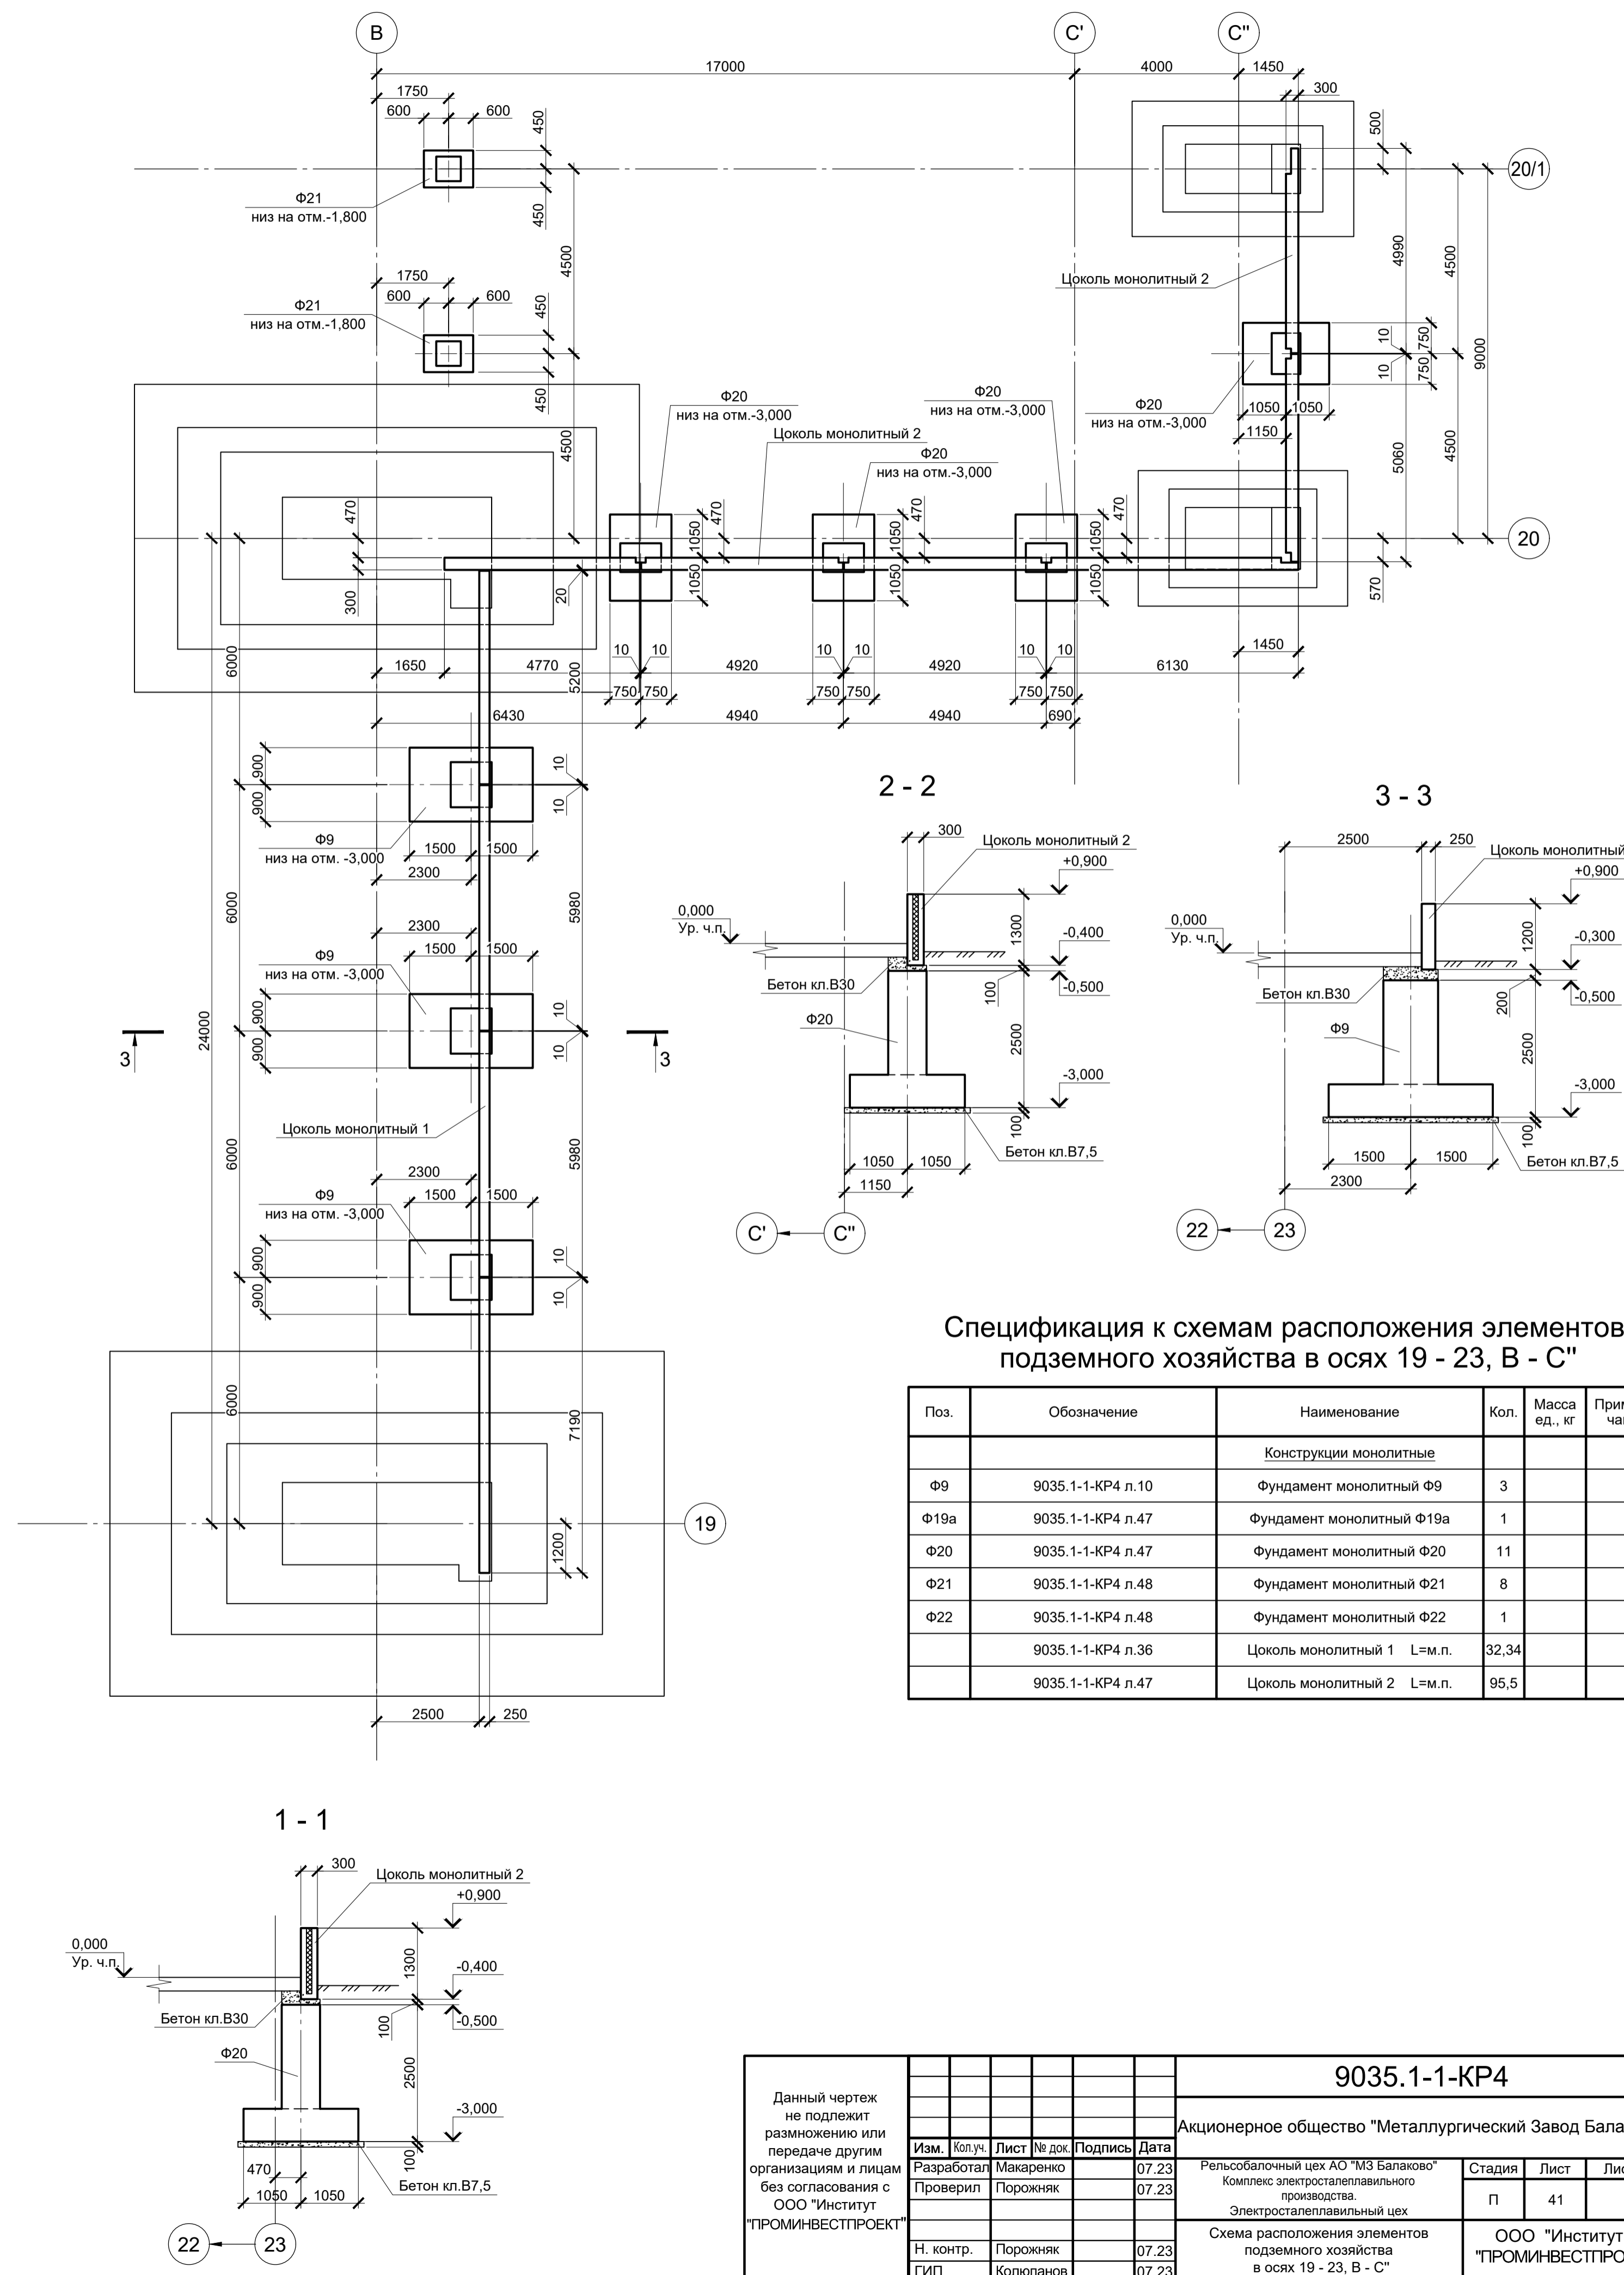 В
С'
С''
17000
4000
1450
300
1750
600
600
450
450
500
20/1
Ф21
низ на отм.-1,800
4500
4990
4500
9000
1750
600
600
450
450
Ф21
низ на отм.-1,800
Цоколь монолитный 2
10
10
750
750
Ф20
низ на отм.-3,000
1050
1050
1150
Ф20
низ на отм.-3,000
Ф20
низ на отм.-3,000
Цоколь монолитный 2
Ф20
низ на отм.-3,000
4500
5060
4500
470
300
470
1050
1050
470
1050
1050
470
1050
1050
20
570
20
1450
1650
4770
10
10
4920
10
10
4920
10
10
6130
750
750
750
750
750
750
6430
4940
4940
690
6000
5200
900
900
10
10
Ф9
низ на отм. -3,000
1500
1500
2300
6000
5980
2300
1500
1500
Ф9
низ на отм. -3,000
900
900
10
10
24000
3
3
Цоколь монолитный 1
6000
5980
2300
1500
1500
Ф9
низ на отм. -3,000
900
900
10
10
6000
7190
19
1200
2500
250
2 - 2
300
Цоколь монолитный 2
+0,900
0,000
Ур. ч.п.
1300
-0,400
Бетон кл.В30
100
-0,500
Ф20
2500
-3,000
100
Бетон кл.В7,5
1050
1050
1150
С'
С''
3 - 3
2500
250
Цоколь монолитный
+0,900
0,000
Ур. ч.п.
1200
-0,300
Бетон кл.В30
200
-0,500
Ф9
2500
-3,000
100
Бетон кл.В7,5
1500
1500
2300
22
23
Спецификация к схемам расположения элементов
подземного хозяйства в осях 19 - 23, В - С''
Поз. Обозначение Наименование Кол. Масса ед., кг
Конструкции монолитные
Ф9 9035.1-1-КР4 л.10 Фундамент монолитный Ф9 3
Ф19а 9035.1-1-КР4 л.47 Фундамент монолитный Ф19а 1
Ф20 9035.1-1-КР4 л.47 Фундамент монолитный Ф20 11
Ф21 9035.1-1-КР4 л.48 Фундамент монолитный Ф21 8
Ф22 9035.1-1-КР4 л.48 Фундамент монолитный Ф22 1
9035.1-1-КР4 л.36 Цоколь монолитный 1 L=м.п. 32,34
9035.1-1-КР4 л.47 Цоколь монолитный 2 L=м.п. 95,5
1 - 1
300
Цоколь монолитный 2
+0,900
0,000
Ур. ч.п.
1300
-0,400
Бетон кл.В30
100
-0,500
Ф20
2500
-3,000
100
470
Бетон кл.В7,5
1050
1050
22
23
Данный чертеж
не подлежит
размножению или
передаче другим
организациям и лицам
без согласования с
ООО "Институт
"ПРОМИНВЕСТПРОЕКТ"
9035.1-1-КР4
Акционерное общество "Металлургический Завод
Изм. Кол.уч. Лист № док. Подпись Дата
Разработал Макаренко 07.23
Проверил Порожняк 07.23
Н. контр. Порожняк 07.23
ГИП Колюпанов 07.23
Рельсобалочный цех АО "МЗ Балаково"
Комплекс электросталеплавильного
производства.
Электросталеплавильный цех
Стадия Лист
П 41
Схема расположения элементов
подземного хозяйства
в осях 19 - 23, В - С''
ООО "Институт